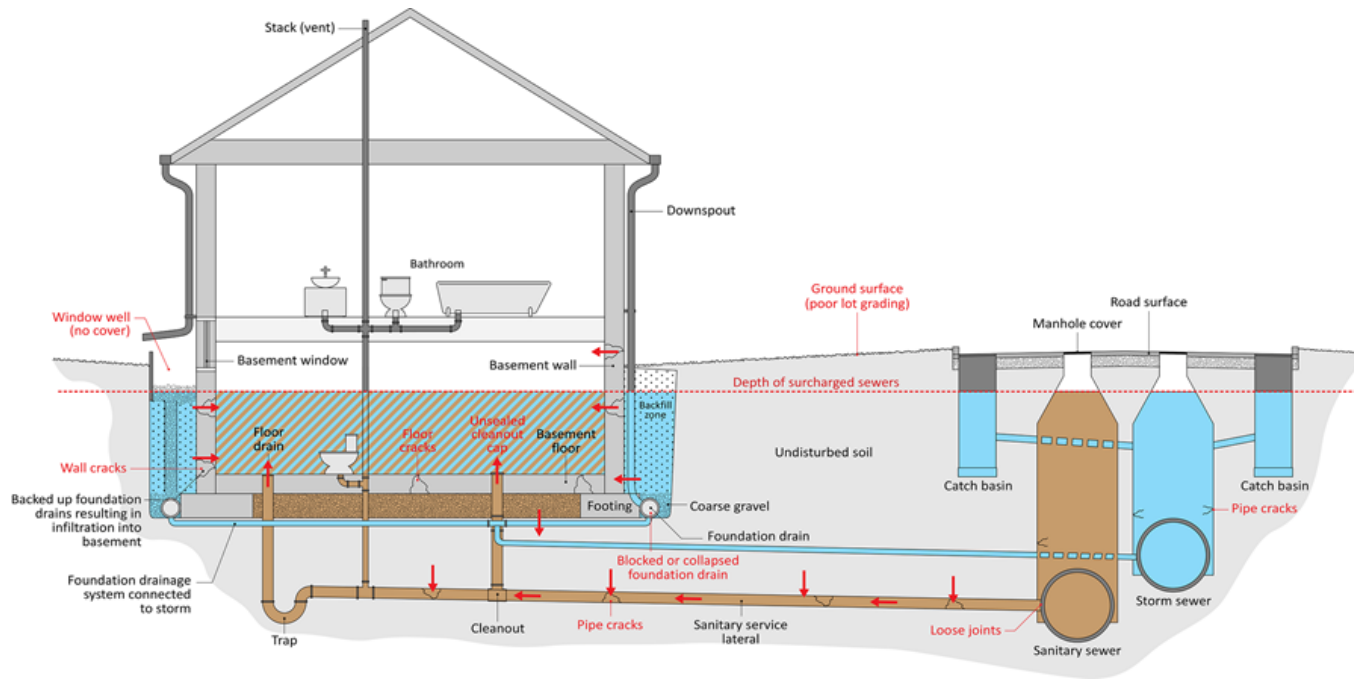 Stack (vent)
Downspout
Bathroom
Ground surface
(poor lot grading)
Road surface
Manhole cover
Window well
(no cover)
Basement window
Basement wall
Depth of surcharged sewers
Backfill
zone
Floor
drain
Floor
cracks
Unsealed
cleanout
cap
Basement
floor
Undisturbed soil
Wall cracks
Catch basin
Catch basin
Backed up foundation
drains resulting in
infiltration into
basement
Footing
Coarse gravel
Pipe cracks
Foundation drain
Blocked or collapsed
foundation drain
Foundation drainage
system connected
to storm
Storm sewer
Trap
Cleanout
Pipe cracks
Sanitary service
lateral
Loose joints
Sanitary sewer